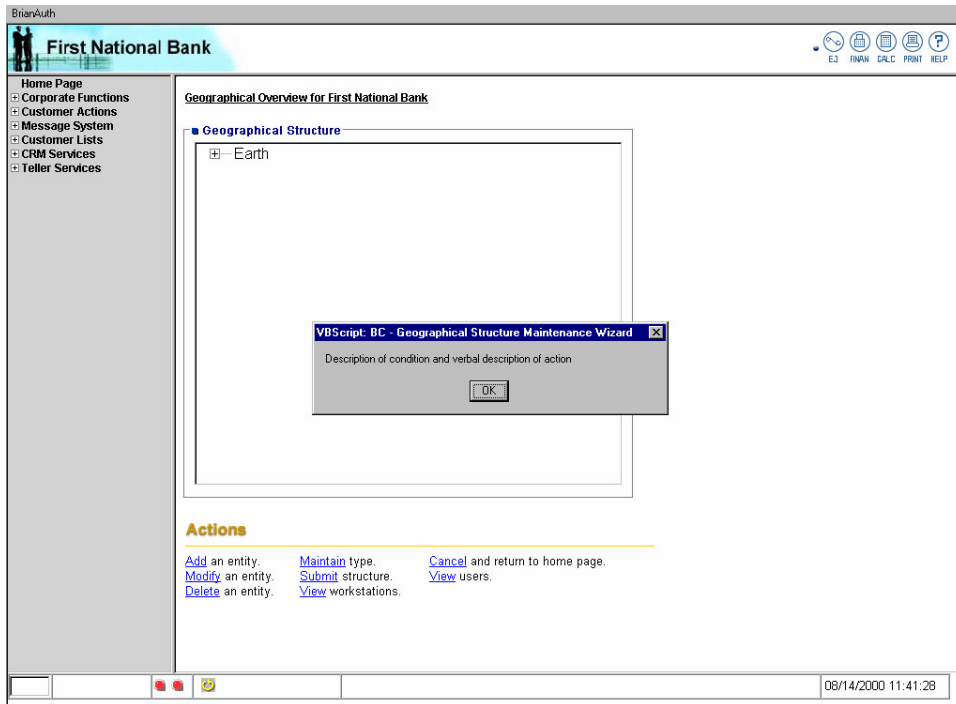 BrianAuth
First National Bank
EJ FINAN CALC PRINT HELP
Home Page
Corporate Functions
Customer Actions
Message System
Customer Lists
CRM Services
Teller Services
Geographical Overview for First National Bank
Geographical Structure
Earth
VBScript: BC - Geographical Structure Maintenance Wizard
Description of condition and verbal description of action
OK
Actions
Add an entity. Maintain type. Cancel and return to home page.
Modify an entity. Submit structure. View users.
Delete an entity. View workstations.
08/14/2000 11:41:28